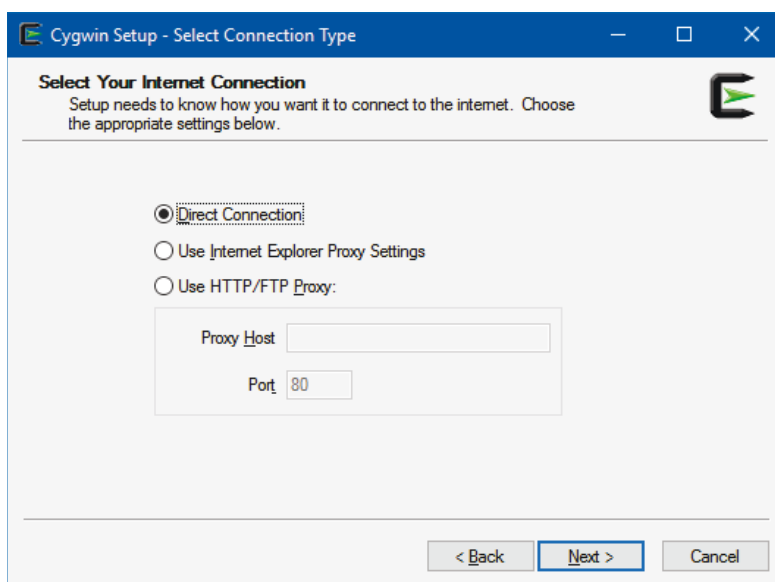 Cygwin Setup - Select Connection Type
Select Your Internet Connection
Setup needs to know how you want it to connect to the internet. Choose
the appropriate settings below.
Direct Connection
Use Internet Explorer Proxy Settings
Use HTTP/FTP Proxy:
Proxy Host
Port 80
< Back Next > Cancel